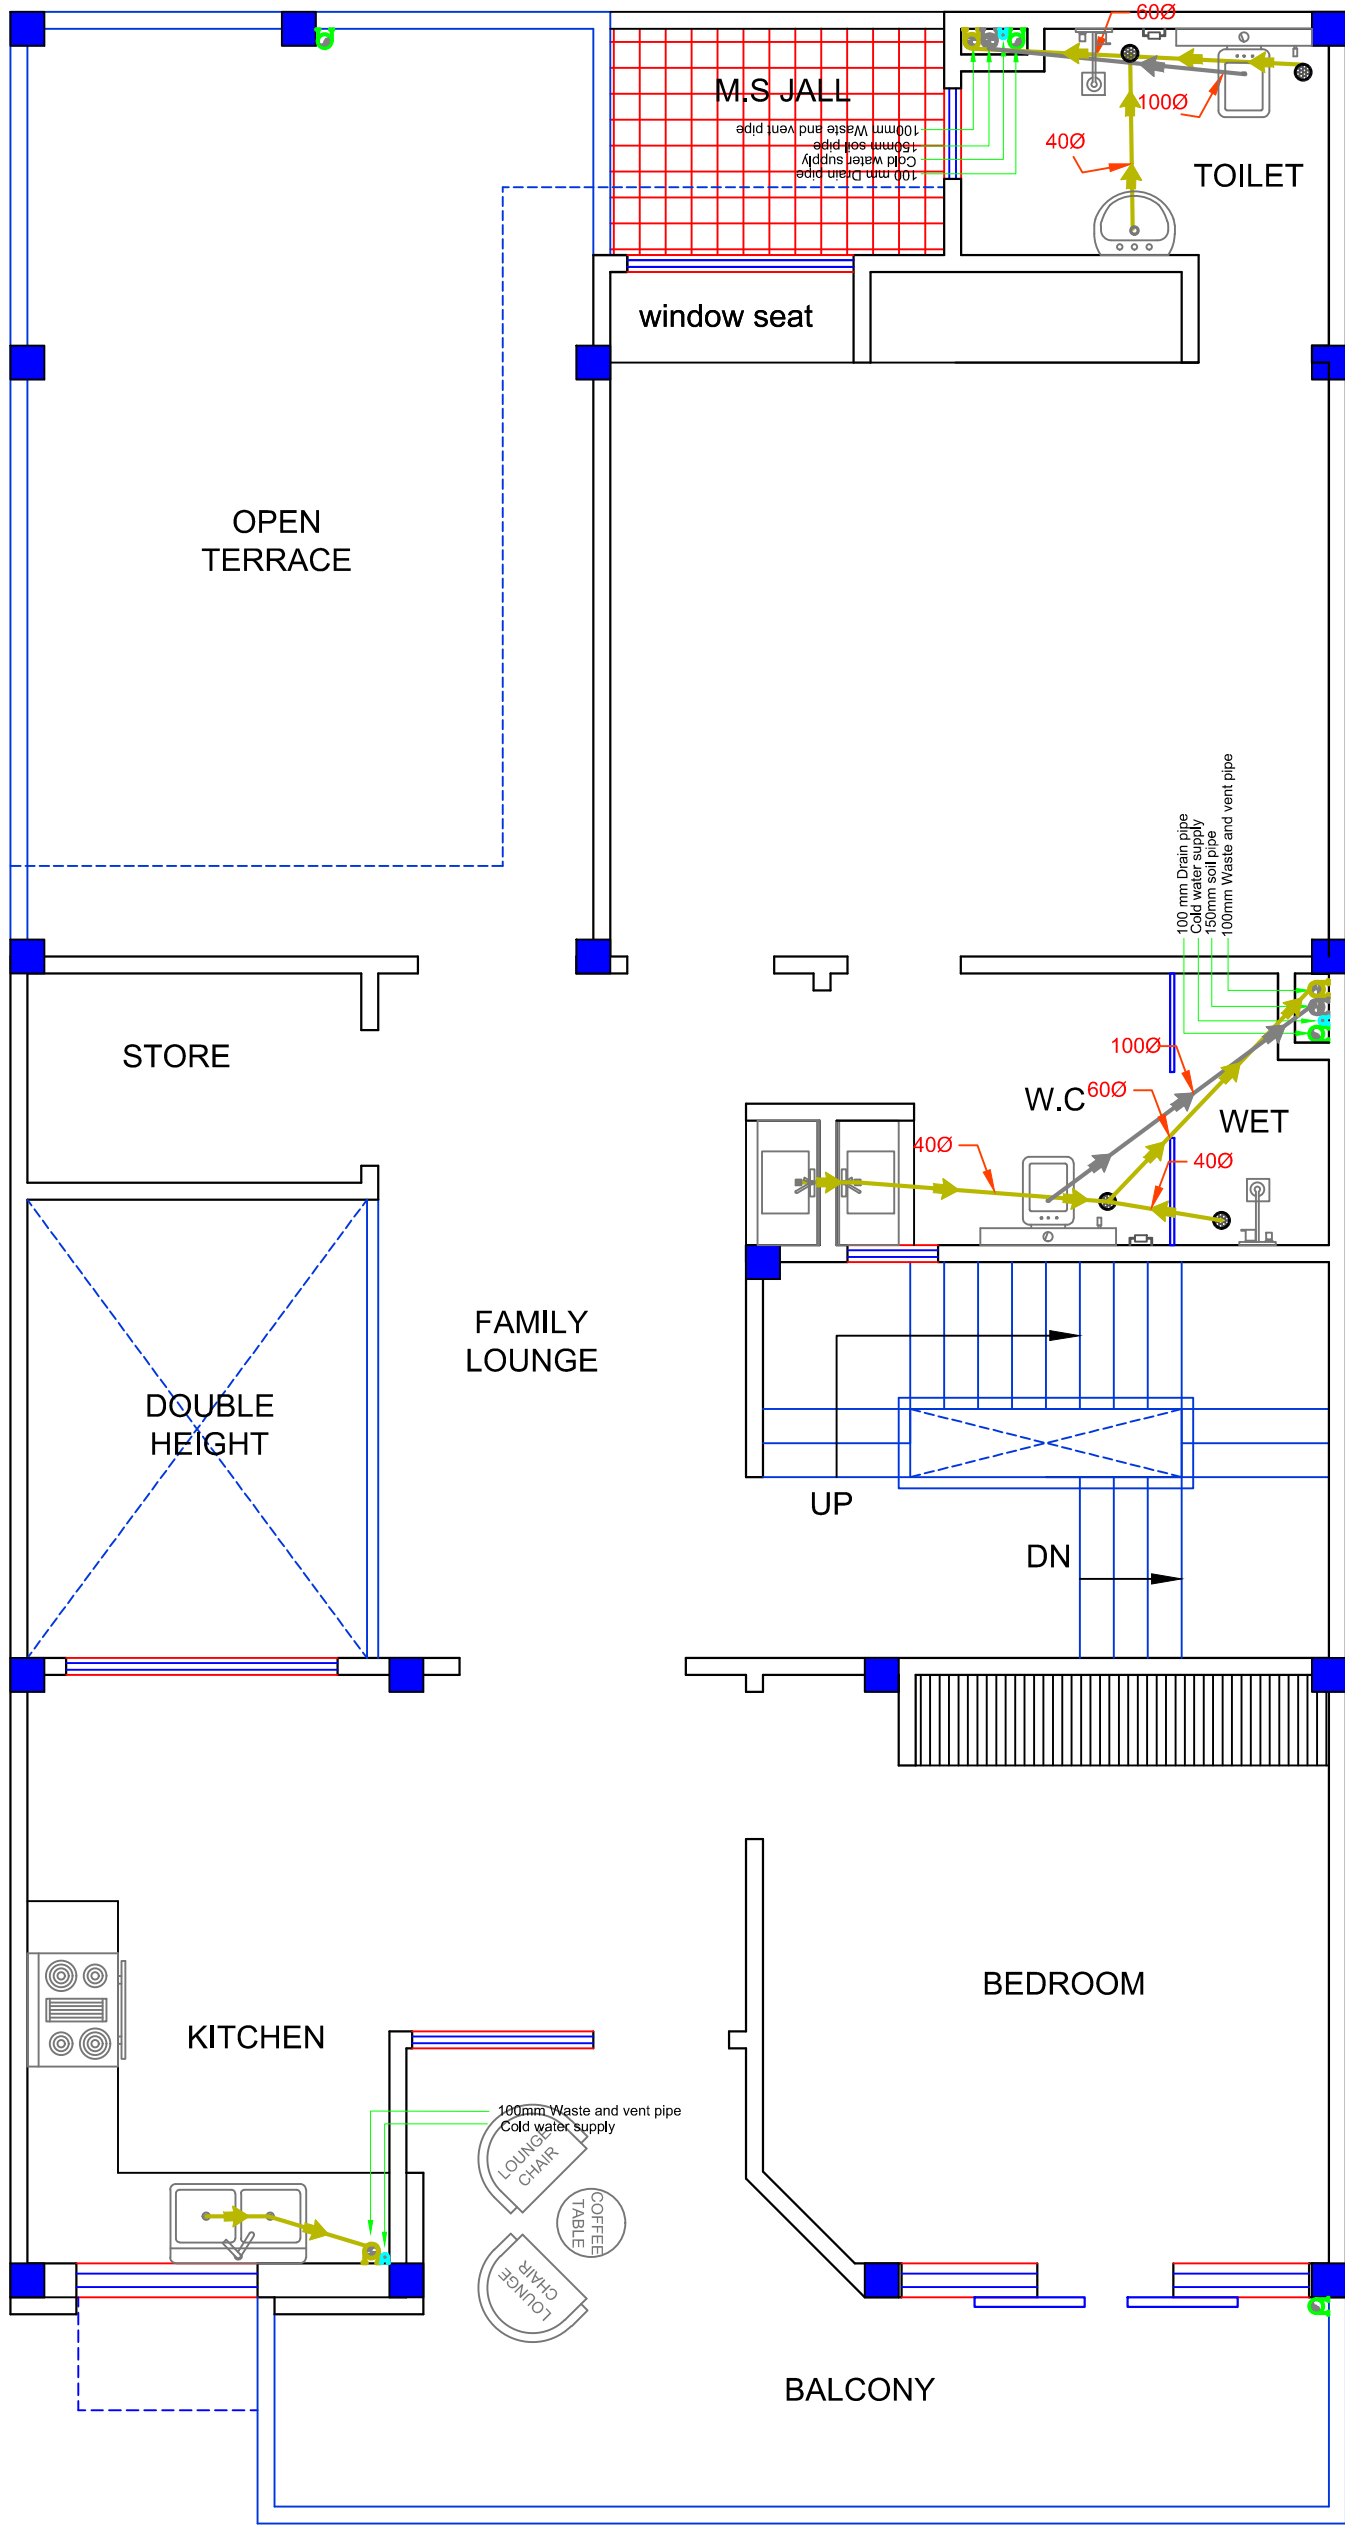 60Ø
M.S JALL
100Ø
100mm Waste and vent pipe
150mm soil pipe
Cold water supply
100 mm Drain pipe
40Ø
TOILET
window seat
OPEN
TERRACE
100 mm Drain pipe
Cold water supply
150mm soil pipe
100mm Waste and vent pipe
STORE
100Ø
W.C
60Ø
WET
40Ø
40Ø
FAMILY
LOUNGE
DOUBLE
HEIGHT
UP
DN
BEDROOM
KITCHEN
100mm Waste and vent pipe
Cold water supply
LOUNGE
CHAIR
COFFEE
TABLE
LOUNGE
CHAIR
BALCONY